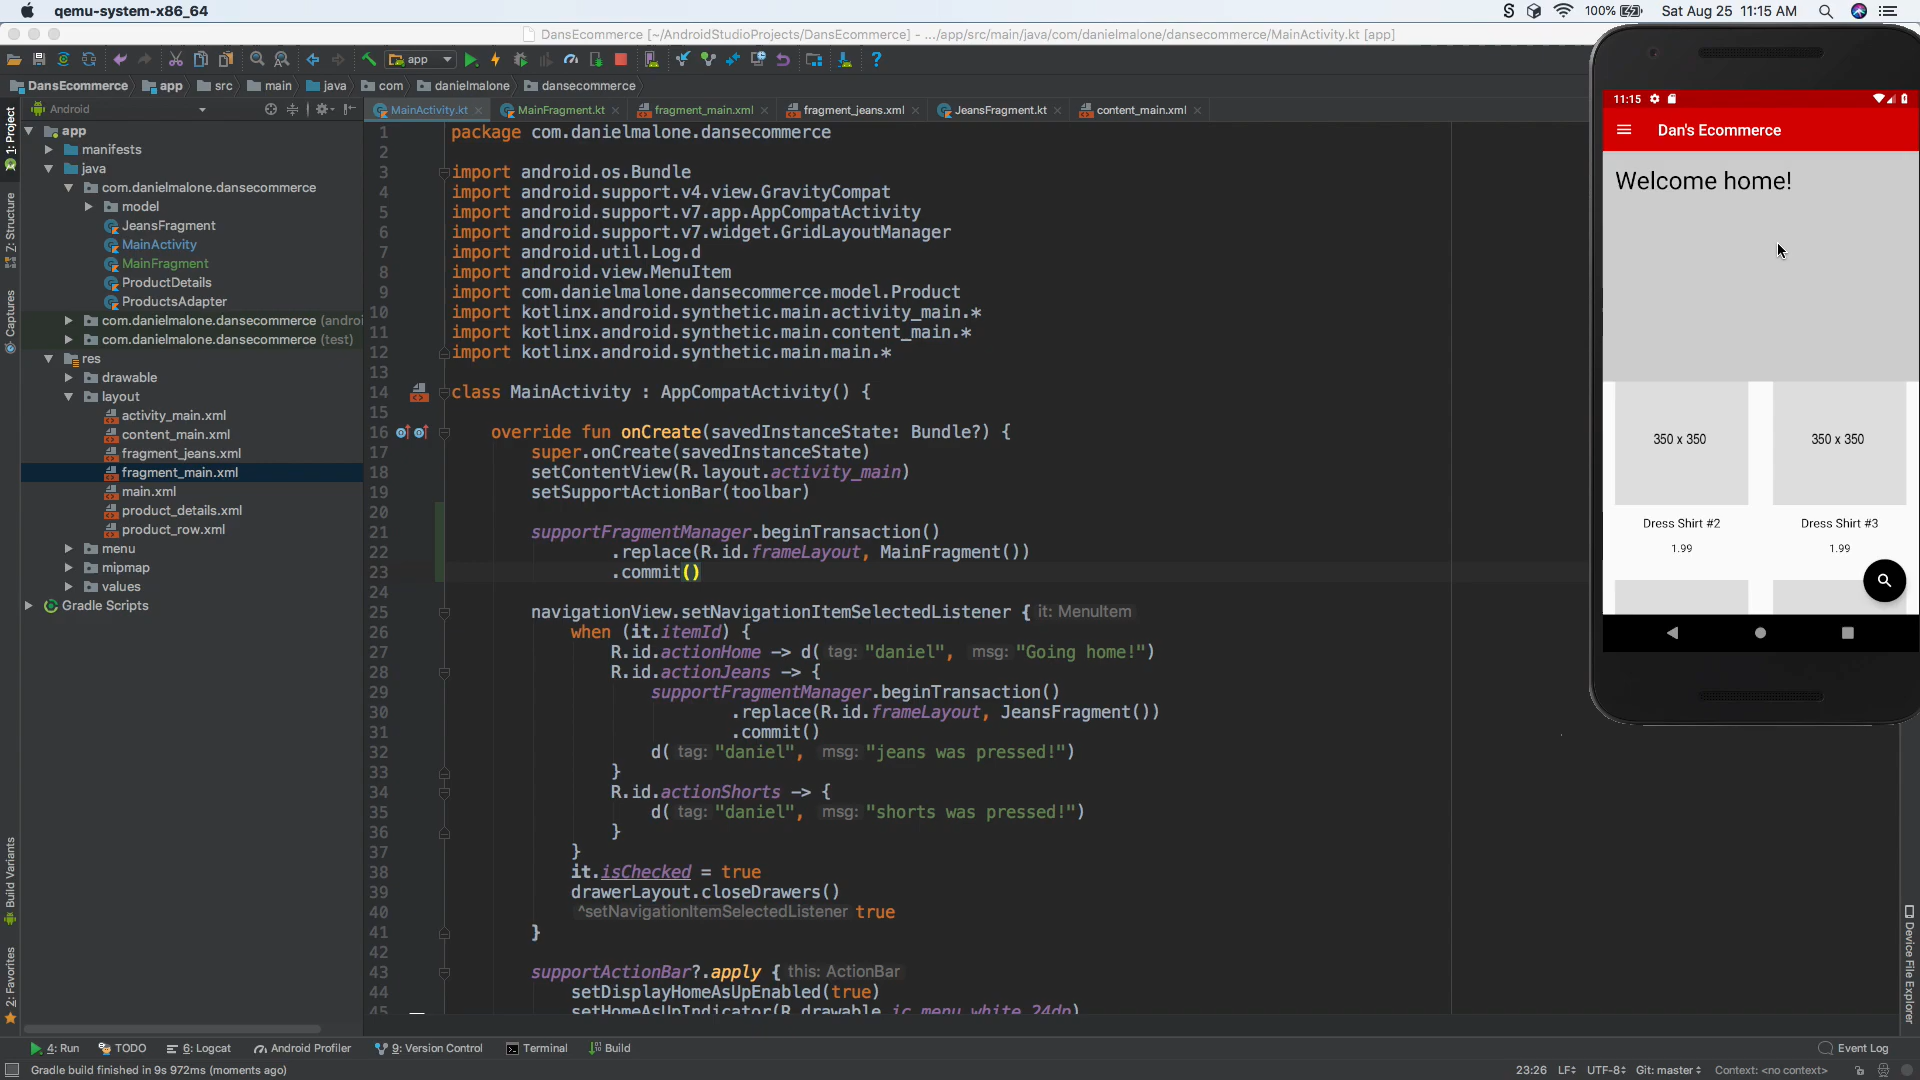 qemu-system-x86_64
100%
Sat Aug 25 11:15 AM
DansEcommerce [~/AndroidStudioProjects/DansEcommerce] - .../app/src/main/java/com/danielmalone/dansecommerce/MainActivity.kt [app]
app
DansEcommerce app src main java com danielmalone dansecommerce
Android
MainActivity.kt MainFragment.kt fragment_main.xml fragment_jeans.xml JeansFragment.kt content_main.xml
1: Project
Z: Structure
Captures
Build Variants
2: Favorites
app
manifests
java
com.danielmalone.dansecommerce
model
JeansFragment
MainActivity
MainFragment
ProductDetails
ProductsAdapter
com.danielmalone.dansecommerce (androi
com.danielmalone.dansecommerce (test)
res
drawable
layout
activity_main.xml
content_main.xml
fragment_jeans.xml
fragment_main.xml
main.xml
product_details.xml
product_row.xml
menu
mipmap
values
Gradle Scripts
1 package com.danielmalone.dansecommerce
2
3 import android.os.Bundle
4 import android.support.v4.view.GravityCompat
5 import android.support.v7.app.AppCompatActivity
6 import android.support.v7.widget.GridLayoutManager
7 import android.util.Log.d
8 import android.view.MenuItem
9 import com.danielmalone.dansecommerce.model.Product
10 import kotlinx.android.synthetic.main.activity_main.*
11 import kotlinx.android.synthetic.main.content_main.*
12 import kotlinx.android.synthetic.main.main.*
13
14 class MainActivity : AppCompatActivity() {
15
16 override fun onCreate(savedInstanceState: Bundle?) {
17 super.onCreate(savedInstanceState)
18 setContentView(R.layout.activity_main)
19 setSupportActionBar(toolbar)
20
21 supportFragmentManager.beginTransaction()
22 .replace(R.id.frameLayout, MainFragment())
23 .commit()
24
25 navigationView.setNavigationItemSelectedListener { it: MenuItem
26 when (it.itemId) {
27 R.id.actionHome -> d( tag: "daniel", msg: "Going home!")
28 R.id.actionJeans -> {
29 supportFragmentManager.beginTransaction()
30 .replace(R.id.frameLayout, JeansFragment())
31 .commit()
32 d( tag: "daniel", msg: "jeans was pressed!")
33 }
34 R.id.actionShorts -> {
35 d( tag: "daniel", msg: "shorts was pressed!")
36 }
37 }
38 it.isChecked = true
39 drawerLayout.closeDrawers()
40 ^setNavigationItemSelectedListener true
41 }
42
43 supportActionBar?.apply { this: ActionBar
44 setDisplayHomeAsUpEnabled(true)
45 setHomeAsUpIndicator(R.drawable.ic_menu_white_24dp)
11:15
Dan's Ecommerce
Welcome home!
350 x 350 350 x 350
Dress Shirt #2 Dress Shirt #3
1.99 1.99
Device File Explorer
4: Run TODO 6: Logcat Android Profiler 9: Version Control Terminal Build Event Log
Gradle build finished in 9s 972ms (moments ago) 23:26 LF UTF-8 Git: master Context: <no context>